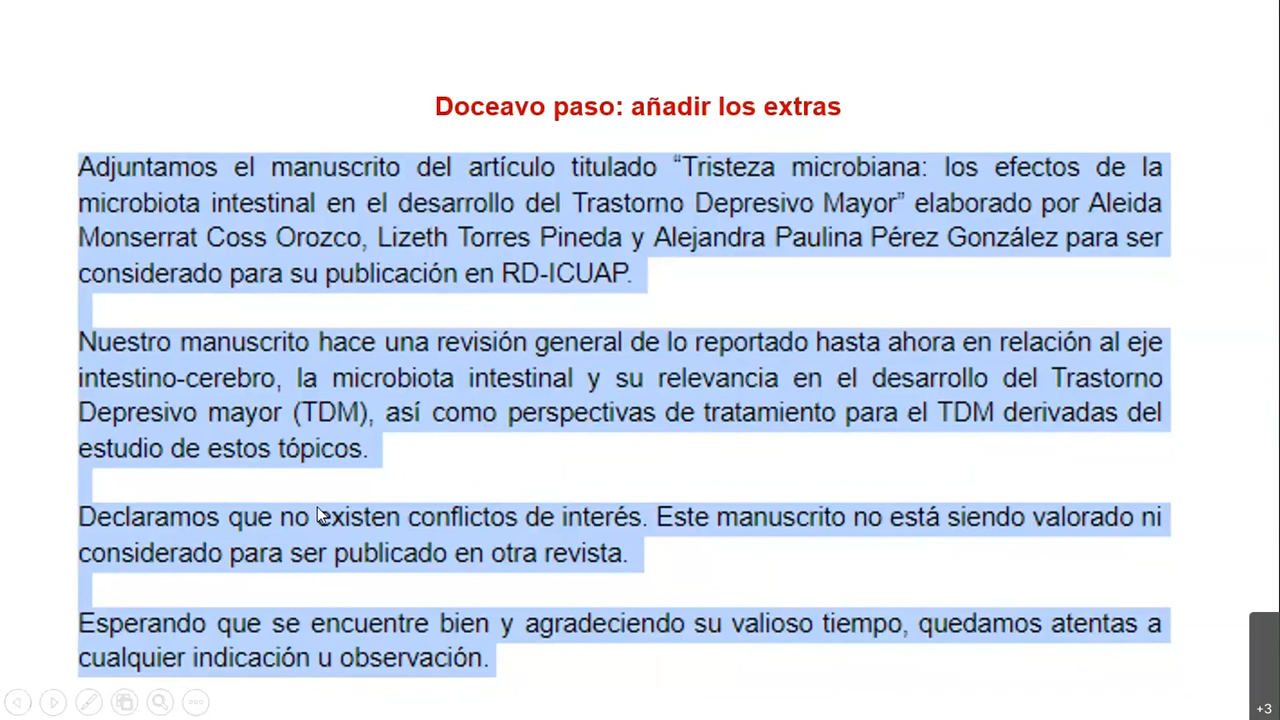 Doceavo paso: añadir los extras
Adjuntamos el manuscrito del artículo titulado “Tristeza microbiana: los efectos de la
microbiota intestinal en el desarrollo del Trastorno Depresivo Mayor” elaborado por Aleida
Monserrat Coss Orozco, Lizeth Torres Pineda y Alejandra Paulina Pérez González para ser
considerado para su publicación en RD-ICUAP.
Nuestro manuscrito hace una revisión general de lo reportado hasta ahora en relación al eje
intestino-cerebro, la microbiota intestinal y su relevancia en el desarrollo del Trastorno
Depresivo mayor (TDM), así como perspectivas de tratamiento para el TDM derivadas del
estudio de estos tópicos.
Declaramos que no existen conflictos de interés. Este manuscrito no está siendo valorado ni
considerado para ser publicado en otra revista.
Esperando que se encuentre bien y agradeciendo su valioso tiempo, quedamos atentas a
cualquier indicación u observación.
+3